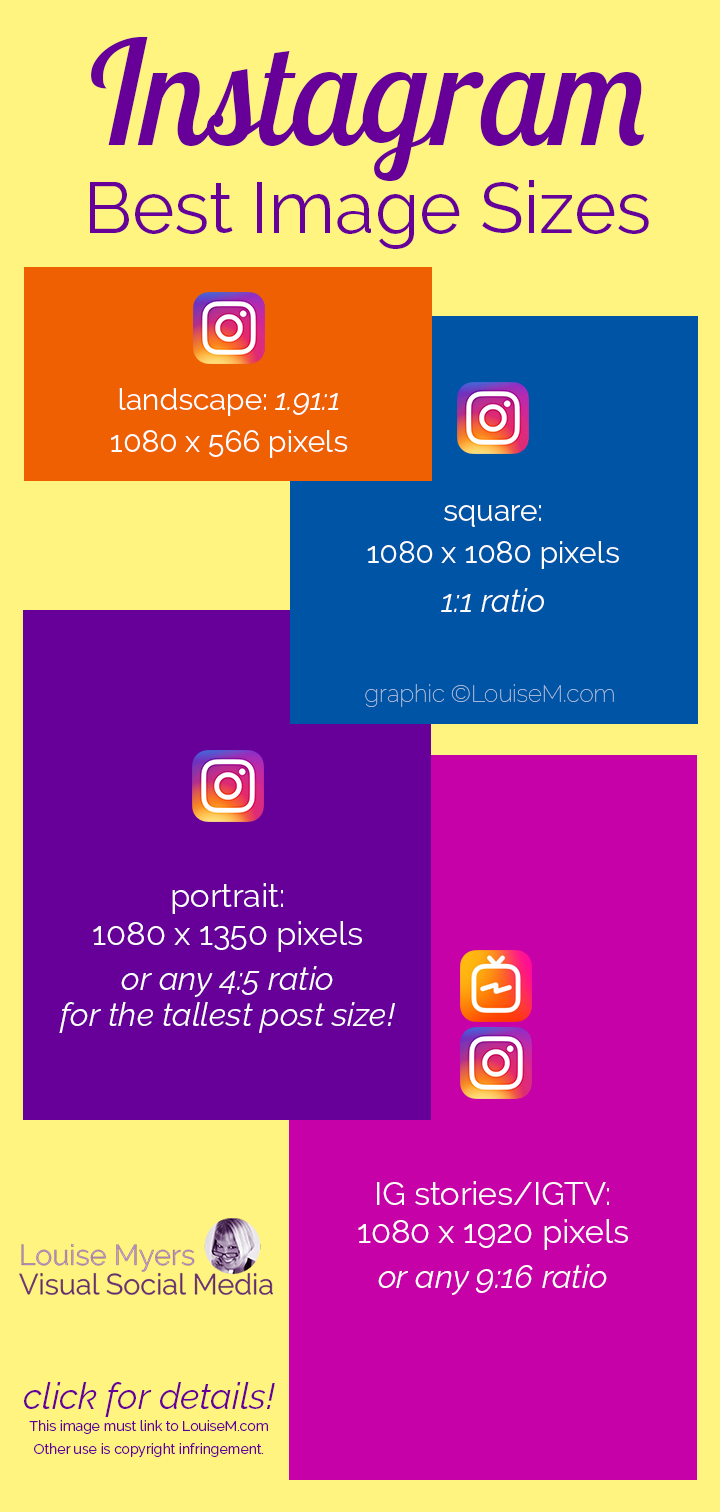 Instagram
Best Image Sizes
landscape: 1.91:1
1080 x 566 pixels
square:
1080 x 1080 pixels
1:1 ratio
graphic ©LouiseM.com
portrait:
1080 x 1350 pixels
or any 4:5 ratio
for the tallest post size!
IG stories/IGTV:
1080 x 1920 pixels
or any 9:16 ratio
Louise Myers
Visual Social Media
click for details!
This image must link to LouiseM.com
Other use is copyright infringement.